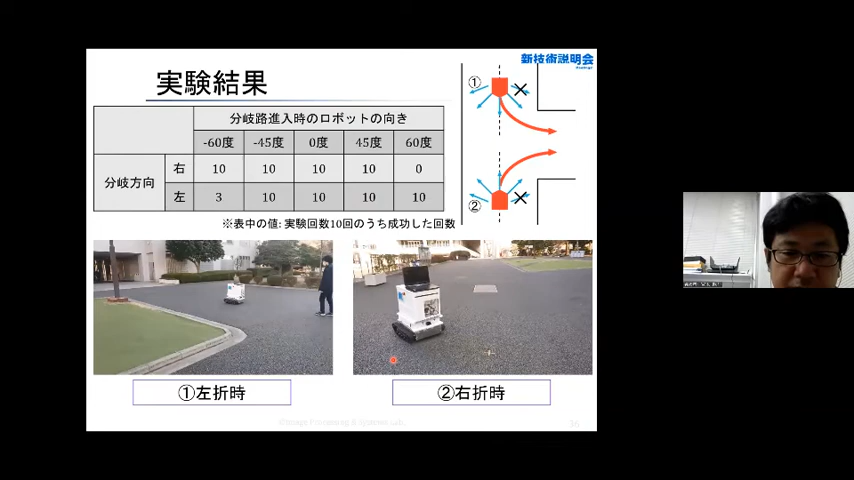 新技術説明会
実験結果
分岐路進入時のロボットの向き
-60度 -45度 0度 45度 60度
分岐方向
右 10 10 10 10 0
左 3 10 10 10 10
※表中の値: 実験回数10回のうち成功した回数
①
②
①左折時
②右折時
16